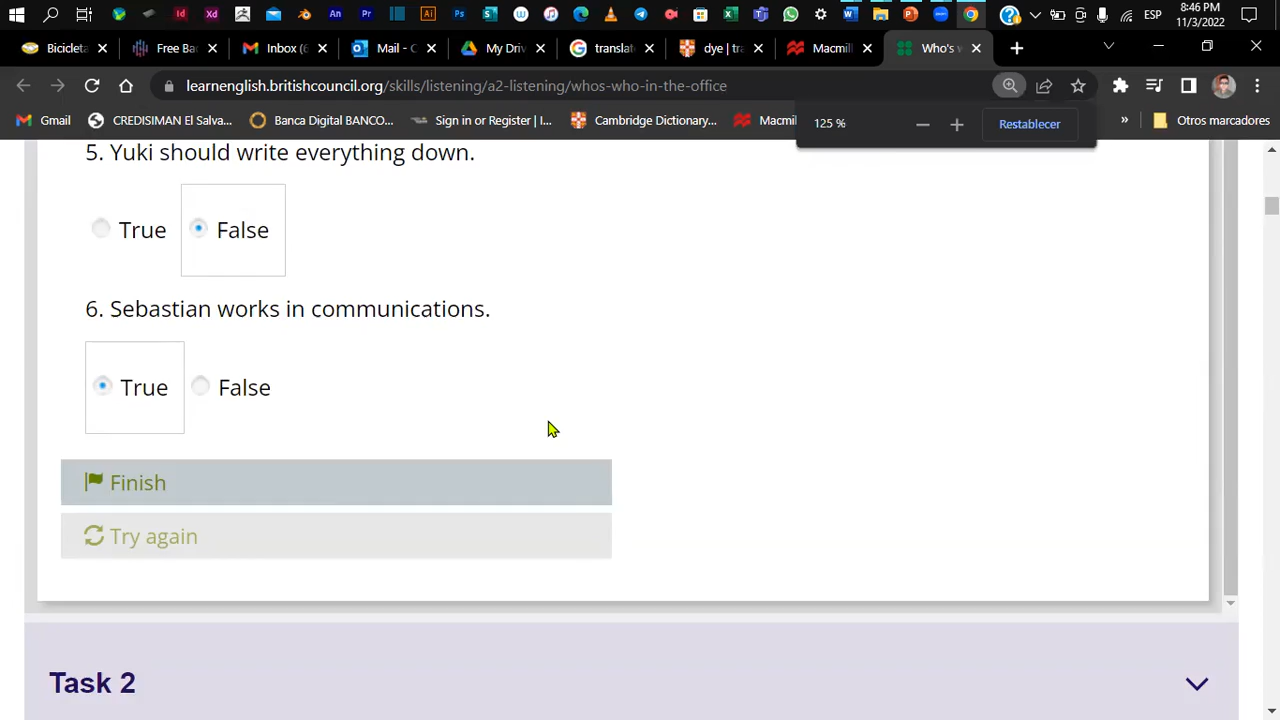 ESP
8:46 PM
11/3/2022
Bicicleta
Free Ba
Inbox (6
Mail - C
My Driv
translat
dye | tra
Macmill
Who's w
learnenglish.britishcouncil.org/skills/listening/a2-listening/whos-who-in-the-office
Gmail
CREDISIMAN El Salva...
Banca Digital BANCO...
Sign in or Register | I...
Cambridge Dictionary...
Macmil
»
Otros marcadores
125 %
Restablecer
5. Yuki should write everything down.
True False
6. Sebastian works in communications.
True False
Finish
Try again
Task 2